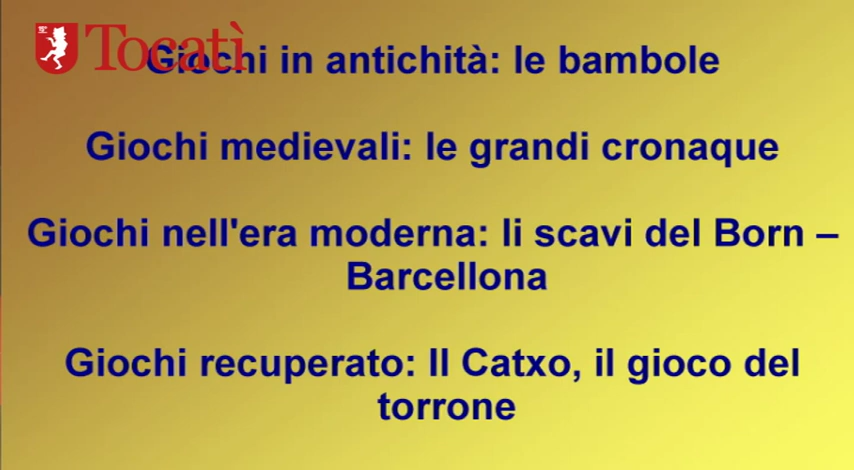 Tocatì
Giochi in antichità: le bambole
Giochi medievali: le grandi cronaque
Giochi nell'era moderna: li scavi del Born –
Barcellona
Giochi recuperato: Il Catxo, il gioco del
torrone